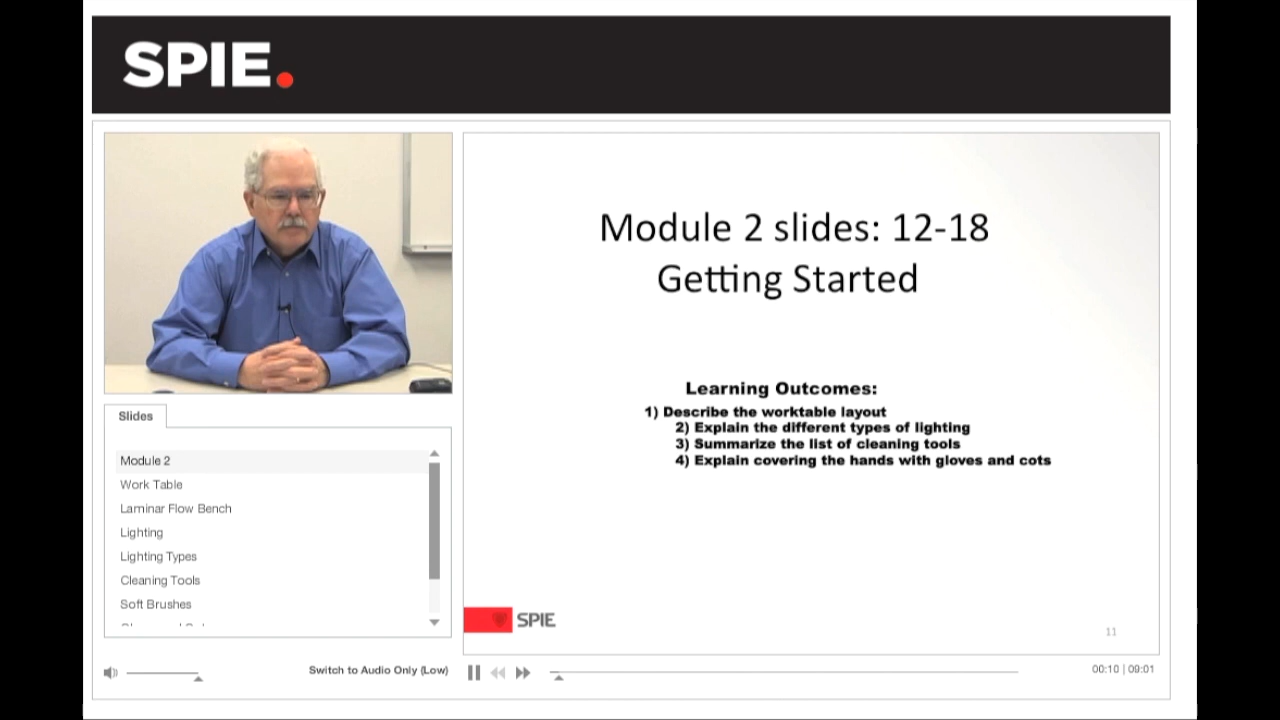 SPIE.
Module 2 slides: 12-18
Getting Started
Learning Outcomes:
1) Describe the worktable layout
2) Explain the different types of lighting
3) Summarize the list of cleaning tools
4) Explain covering the hands with gloves and cots
SPIE
11
Slides
Module 2
Work Table
Laminar Flow Bench
Lighting
Lighting Types
Cleaning Tools
Soft Brushes
Switch to Audio Only (Low)
00:10 | 09:01